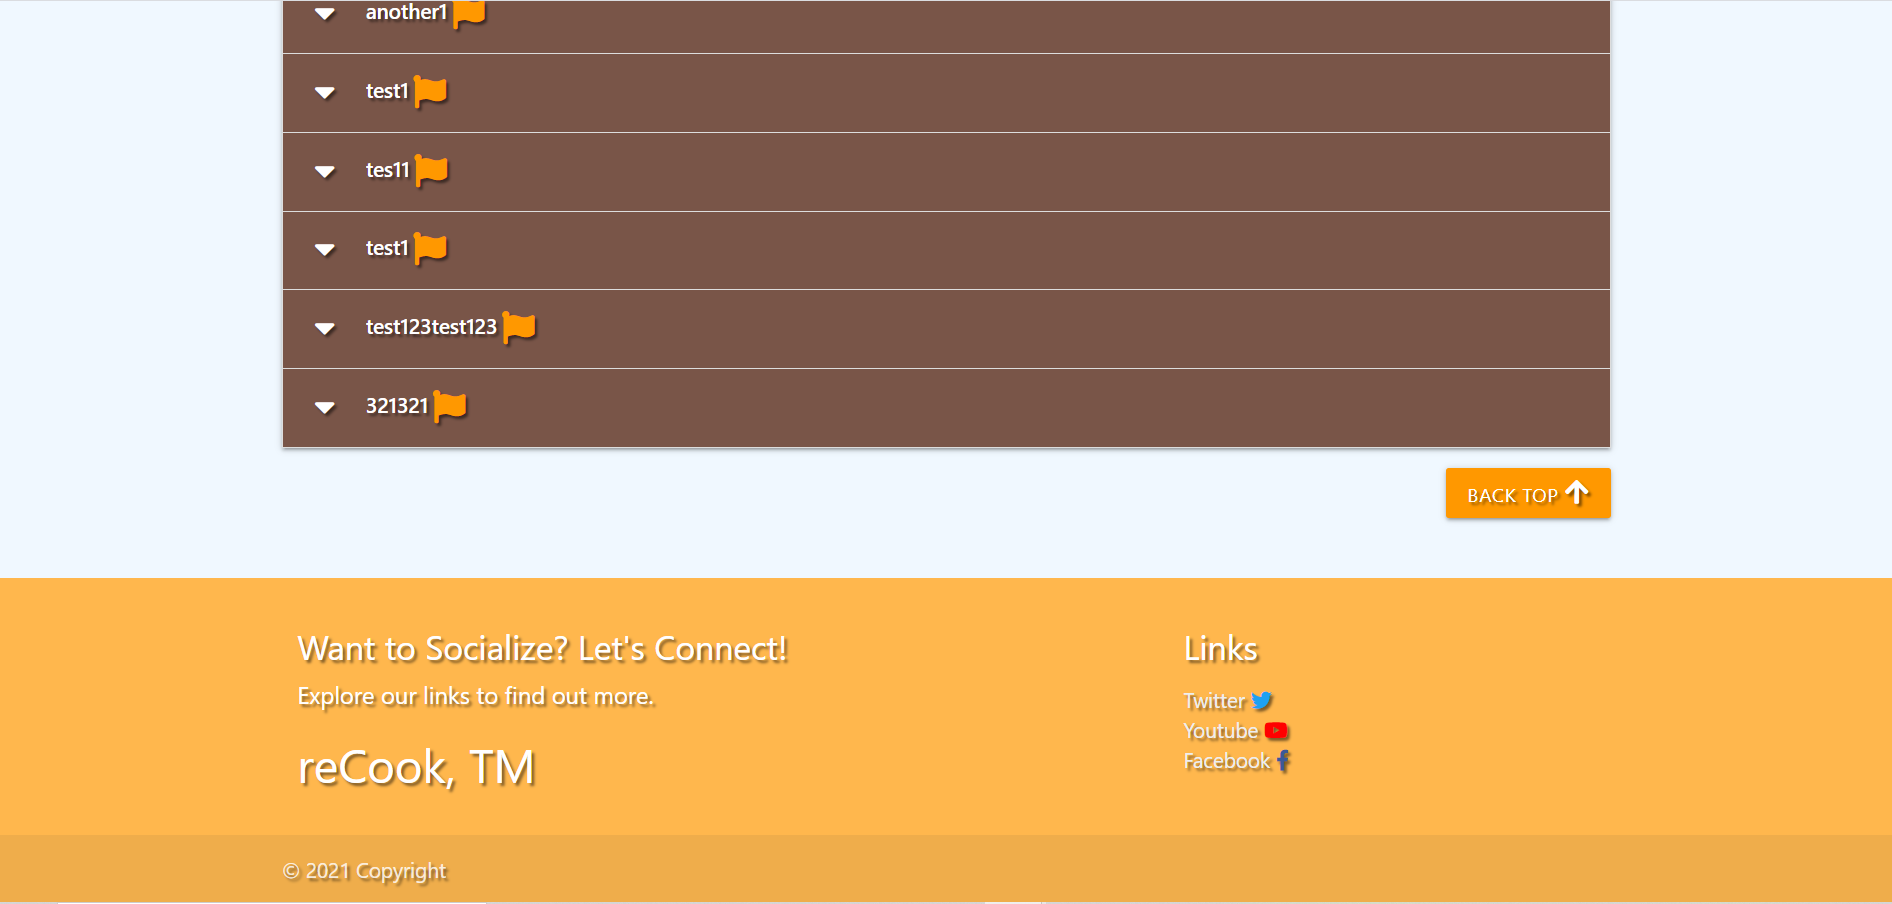 another1
test1
tes11
test1
test123test123
321321
BACK TOP
Want to Socialize? Let's Connect!
Explore our links to find out more.
reCook, TM
Links
Twitter
Youtube
Facebook
© 2021 Copyright